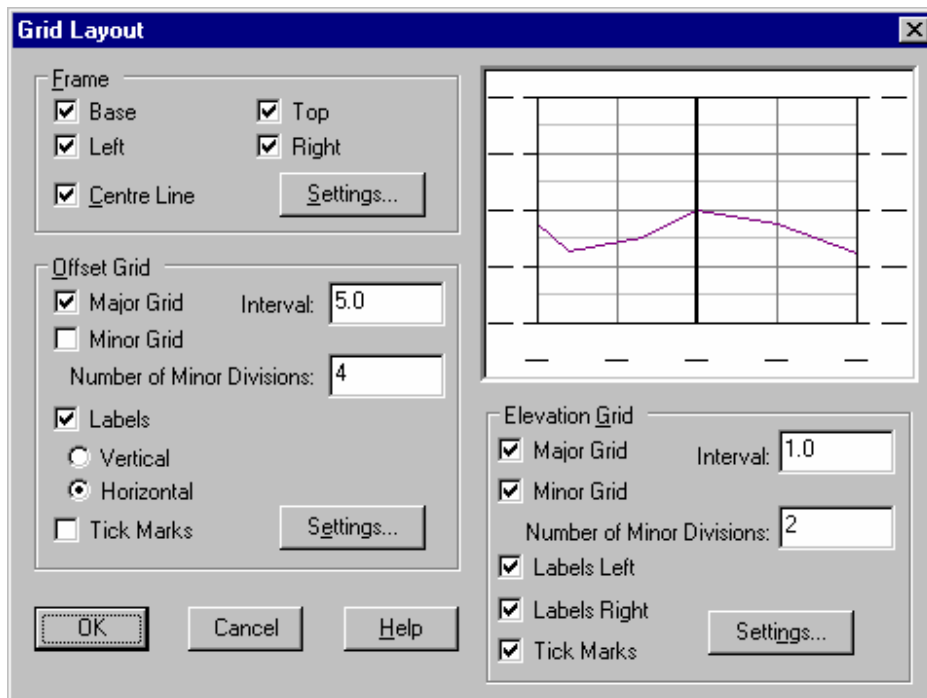 Grid Layout
Frame
Base
Top
Left
Right
Centre Line
Settings...
Offset Grid
Major Grid
Interval: 5.0
Minor Grid
Number of Minor Divisions: 4
Labels
Vertical
Horizontal
Tick Marks
Settings...
OK
Cancel
Help
Elevation Grid
Major Grid
Interval: 1.0
Minor Grid
Number of Minor Divisions: 2
Labels Left
Labels Right
Settings...
Tick Marks